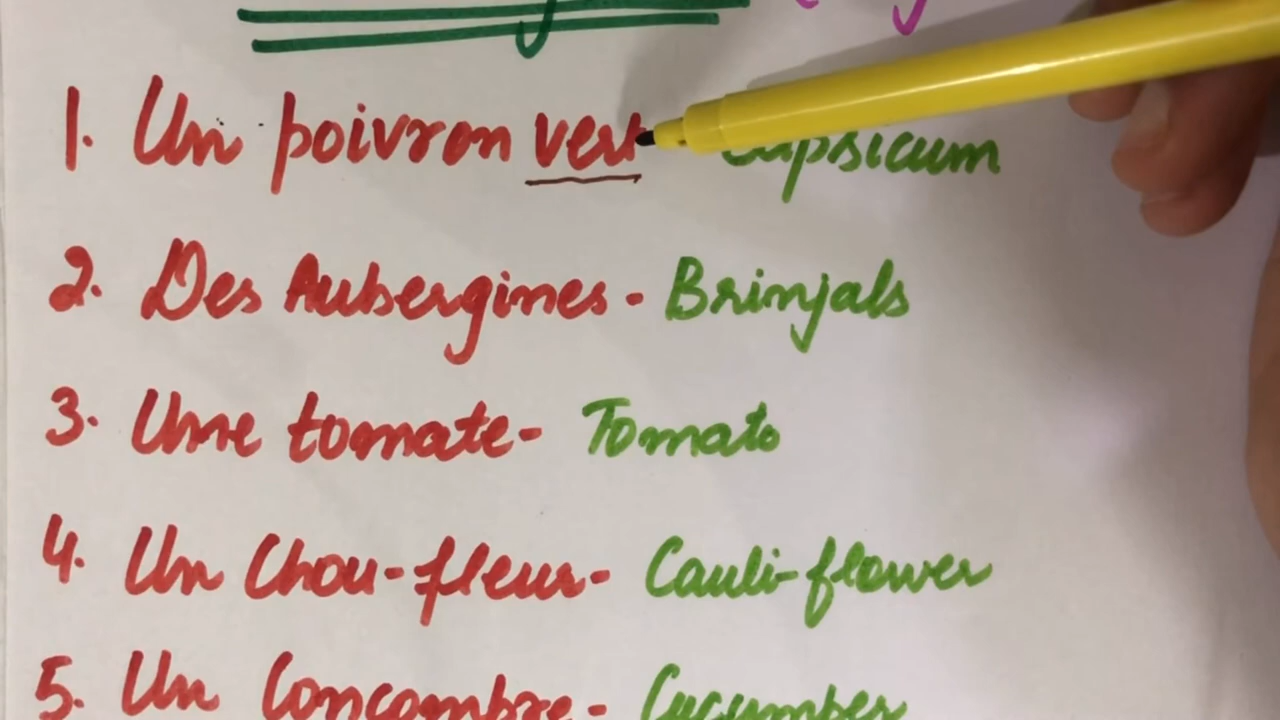 1. Un poivron vert Capsicum
2. Des Aubergines - Brinjals
3. Une tomate - Tomato
4. Un Chou-fleur - Cauli-flower
5. Un Concombre - Cucumber